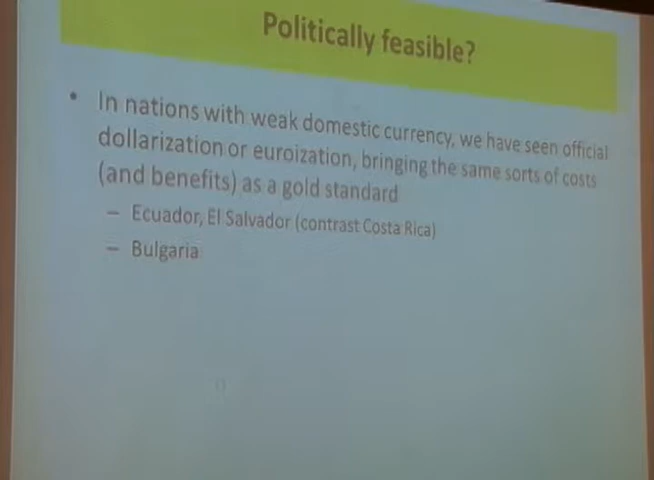 Politically feasible?
• In nations with weak domestic currency, we have seen official
dollarization or euroization, bringing the same sorts of costs
(and benefits) as a gold standard
– Ecuador, El Salvador (contrast Costa Rica)
– Bulgaria